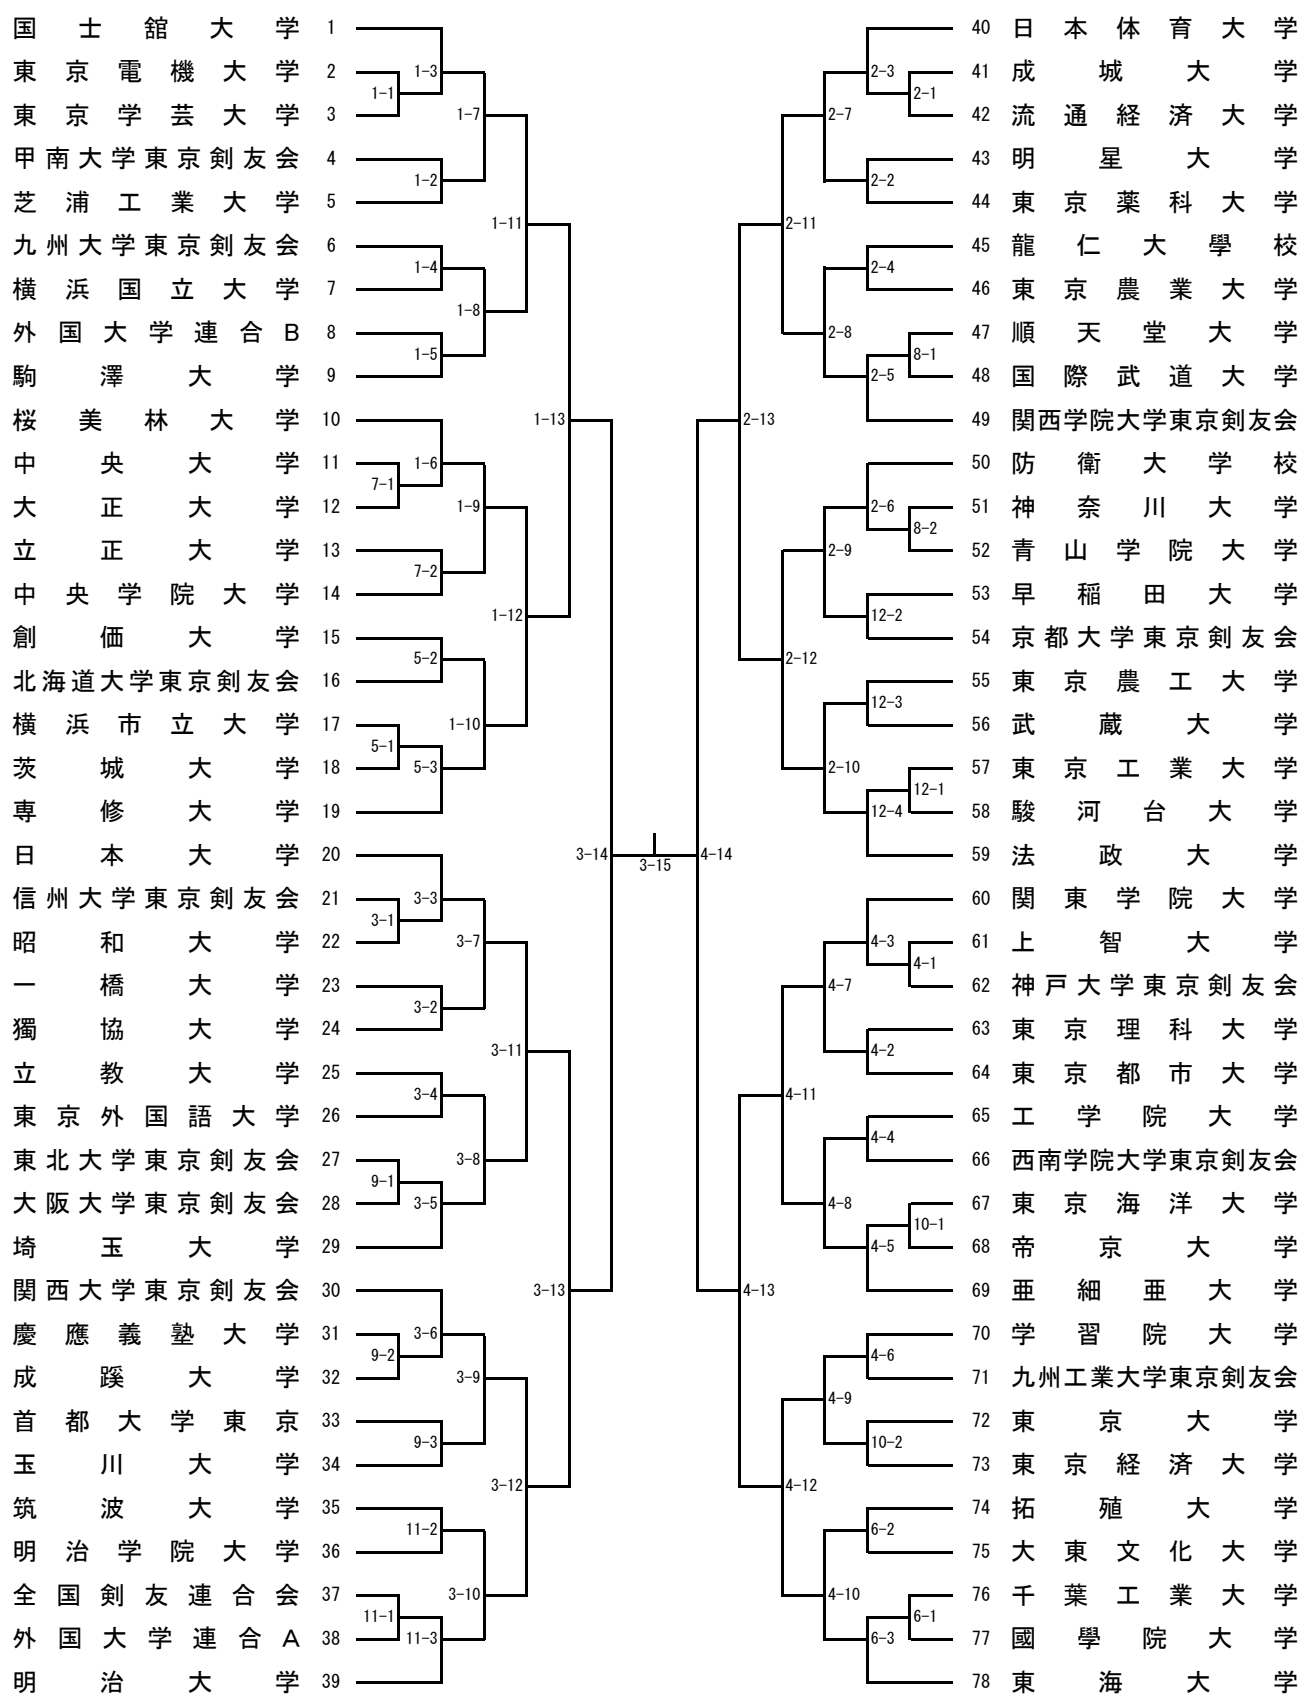 国士舘大学 1
東京電機大学 2
東京学芸大学 3
甲南大学東京剣友会 4
芝浦工業大学 5
九州大学東京剣友会 6
横浜国立大学 7
外国大学連合B 8
駒澤大学 9
桜美林大学 10
中央大学 11
大正大学 12
立正大学 13
中央学院大学 14
創価大学 15
北海道大学東京剣友会 16
横浜市立大学 17
茨城大学 18
専修大学 19
日本大学 20
信州大学東京剣友会 21
昭和大学 22
一橋大学 23
獨協大学 24
立教大学 25
東京外国語大学 26
東北大学東京剣友会 27
大阪大学東京剣友会 28
埼玉大学 29
関西大学東京剣友会 30
慶應義塾大学 31
成蹊大学 32
首都大学東京 33
玉川大学 34
筑波大学 35
明治学院大学 36
全国剣友連合会 37
外国大学連合A 38
明治大学 39
1-1
7-1
5-1
3-1
9-1
9-2
11-1
1-3
1-2
1-4
1-5
1-6
7-2
5-2
5-3
3-3
3-2
3-4
3-5
3-6
9-3
11-2
11-3
1-7
1-8
1-9
1-10
3-7
3-8
3-9
3-10
1-11
1-12
3-11
3-12
1-13
3-13
3-14
3-15
4-14
2-13
4-13
2-11
2-12
4-11
4-12
2-7
2-8
2-9
2-10
4-7
4-8
4-9
4-10
2-3
2-2
2-4
2-5
2-6
12-2
12-3
12-4
4-3
4-2
4-4
4-5
4-6
10-2
6-2
6-3
2-1
8-1
8-2
12-1
4-1
10-1
6-1
40 日本体育大学
41 成城大学
42 流通経済大学
43 明星大学
44 東京薬科大学
45 龍仁大學校
46 東京農業大学
47 順天堂大学
48 国際武道大学
49 関西学院大学東京剣友会
50 防衛大学校
51 神奈川大学
52 青山学院大学
53 早稲田大学
54 京都大学東京剣友会
55 東京農工大学
56 武蔵大学
57 東京工業大学
58 駿河台大学
59 法政大学
60 関東学院大学
61 上智大学
62 神戸大学東京剣友会
63 東京理科大学
64 東京都市大学
65 工学院大学
66 西南学院大学東京剣友会
67 東京海洋大学
68 帝京大学
69 亜細亜大学
70 学習院大学
71 九州工業大学東京剣友会
72 東京大学
73 東京経済大学
74 拓殖大学
75 大東文化大学
76 千葉工業大学
77 國學院大学
78 東海大学